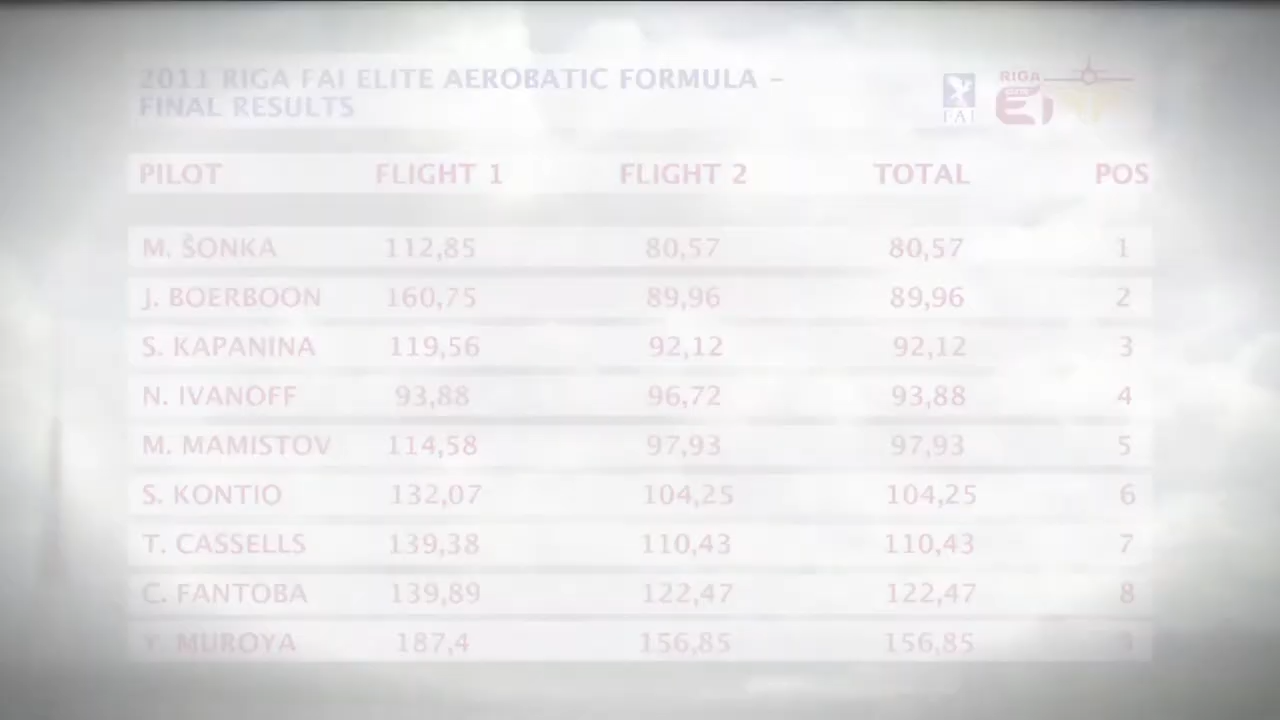 2011 RIGA FAI ELITE AEROBATIC FORMULA –
FINAL RESULTS
FAI
RIGA
PILOT FLIGHT 1 FLIGHT 2 TOTAL POS
M. ŠONKA 112,85 80,57 80,57 1
J. BOERBOON 160,75 89,96 89,96 2
S. KAPANINA 119,56 92,12 92,12 3
N. IVANOFF 93,88 96,72 93,88 4
M. MAMISTOV 114,58 97,93 97,93 5
S. KONTIO 132,07 104,25 104,25 6
T. CASSELLS 139,38 110,43 110,43 7
C. FANTOBA 139,89 122,47 122,47 8
Y. MUROYA 187,4 156,85 156,85